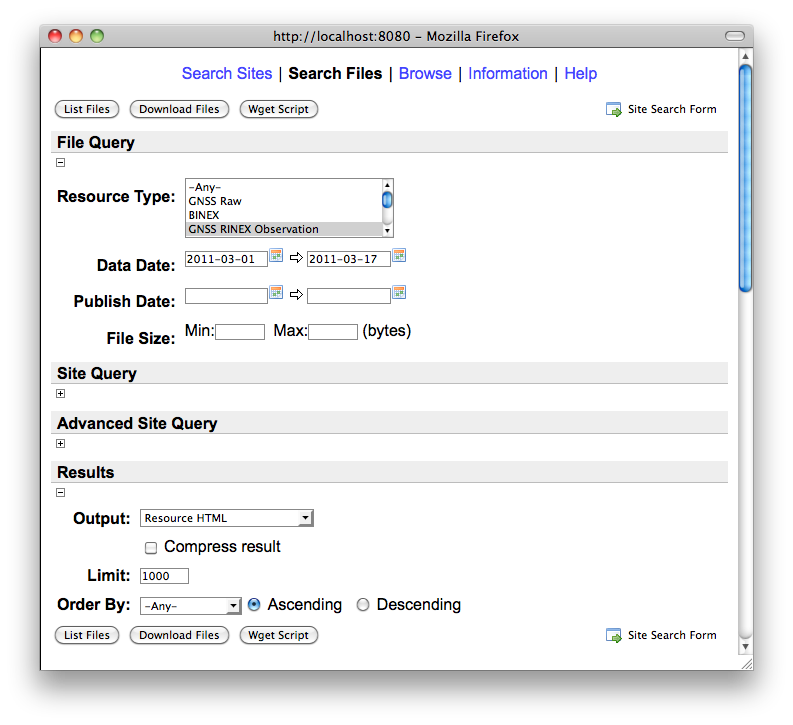 http://localhost:8080 – Mozilla Firefox
Search Sites | Search Files | Browse | Information | Help
List Files Download Files Wget Script Site Search Form
File Query
-Any-
Resource Type: GNSS Raw
BINEX
GNSS RINEX Observation
Data Date: 2011-03-01 2011-03-17
Publish Date:
File Size: Min: Max: (bytes)
Site Query
Advanced Site Query
Results
Output: Resource HTML
Compress result
Limit: 1000
Order By: -Any- Ascending Descending
List Files Download Files Wget Script Site Search Form